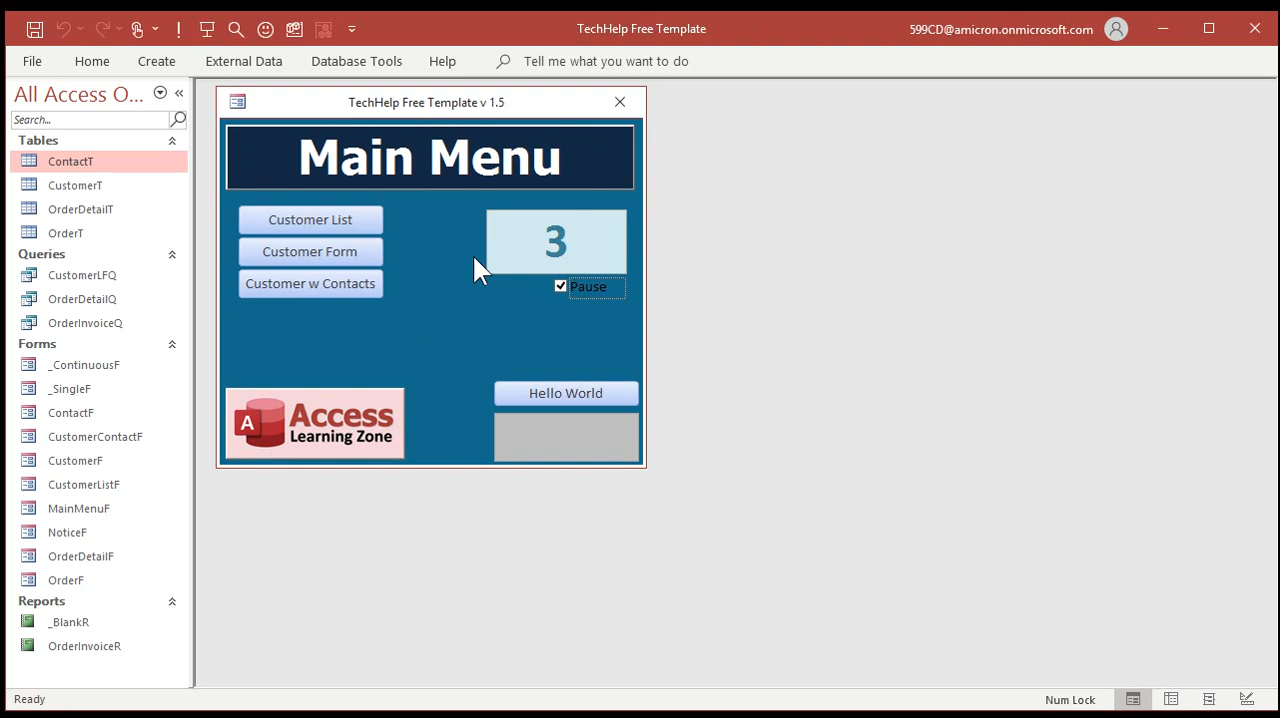 TechHelp Free Template
599CD@amicron.onmicrosoft.com
File Home Create External Data Database Tools Help Tell me what you want to do
All Access O...
Search...
Tables
ContactT
CustomerT
OrderDetailT
OrderT
Queries
CustomerLFQ
OrderDetailQ
OrderInvoiceQ
Forms
_ContinuousF
_SingleF
ContactF
CustomerContactF
CustomerF
CustomerListF
MainMenuF
NoticeF
OrderDetailF
OrderF
Reports
_BlankR
OrderInvoiceR
TechHelp Free Template v 1.5
Main Menu
Customer List
Customer Form
Customer w Contacts
3
Pause
Hello World
A Access
Learning Zone
Ready
Num Lock